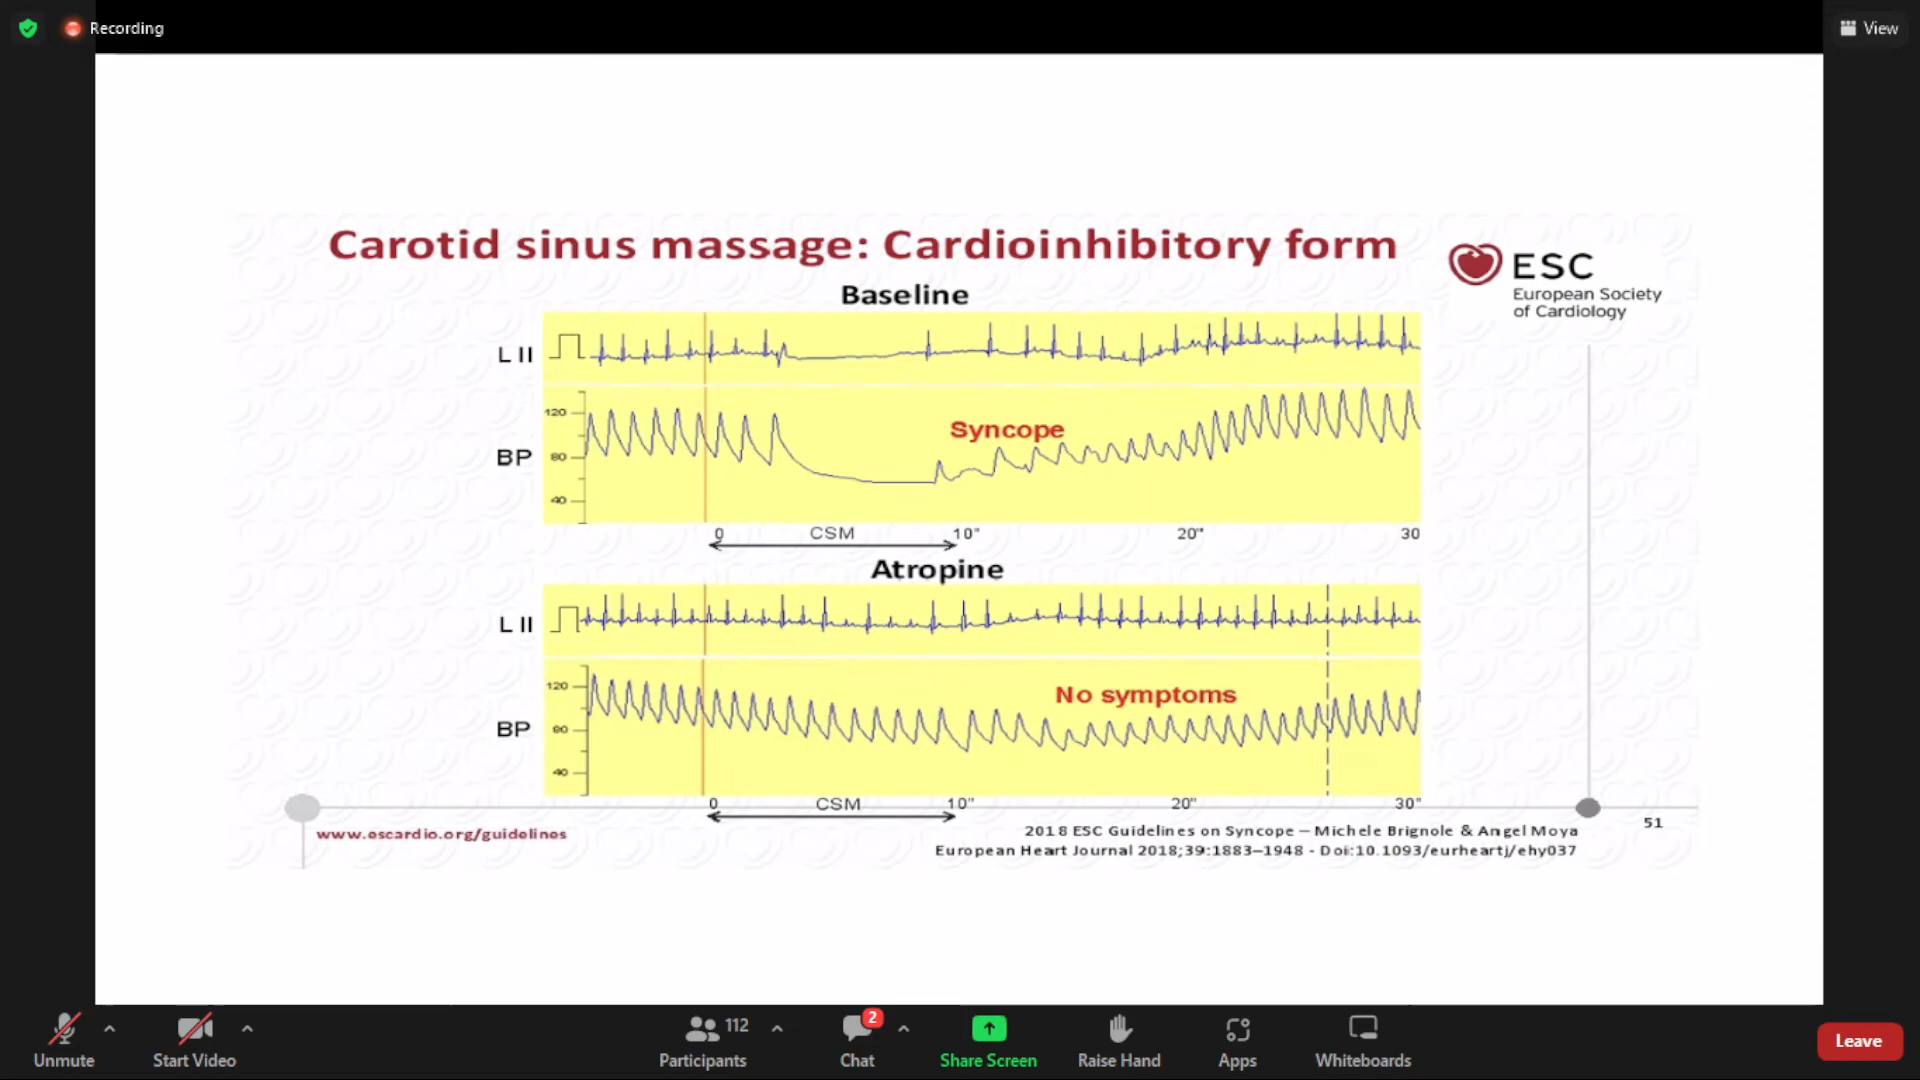 Recording
View
Carotid sinus massage: Cardioinhibitory form
ESC
European Society
of Cardiology
Baseline
L II
120
80
40
BP
Syncope
0 CSM 10" 20" 30
Atropine
L II
120
80
40
BP
No symptoms
0 CSM 10" 20" 30"
www.escardio.org/guidelines
2018 ESC Guidelines on Syncope – Michele Brignole & Angel Moya
European Heart Journal 2018;39:1883–1948 - Doi:10.1093/eurheartj/ehy037
51
Unmute
Start Video
112
Participants
2
Chat
Share Screen
Raise Hand
Apps
Whiteboards
Leave